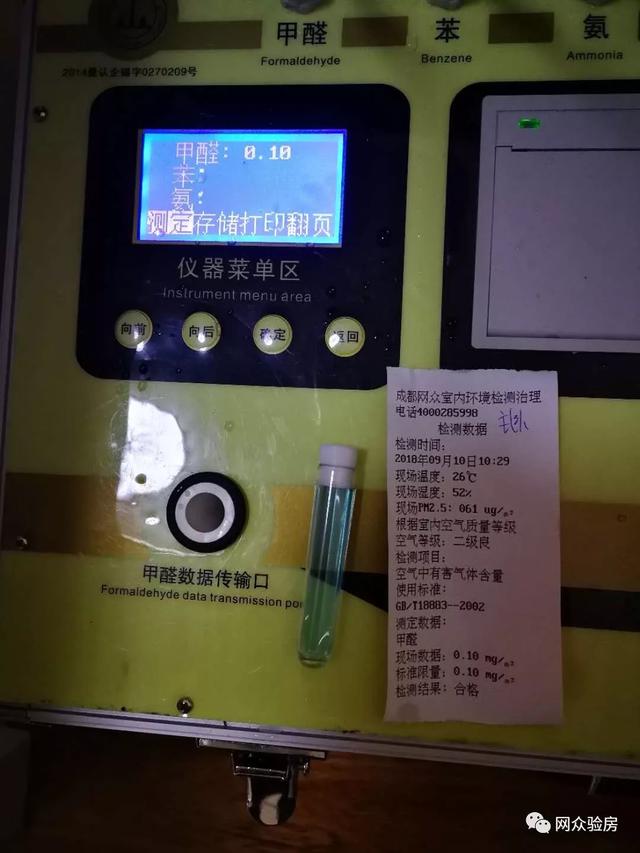 甲醛
Formaldehyde
苯
Benzene
氨
Ammonia
2014量认企锡字0270209号
甲醛: 0.10
苯:
氨:
测定存储打印翻页
仪器菜单区
Instrument menu area
向前
向后
确定
返回
甲醛数据传输口
Formaldehyde data transmission por
成都网众室内环境检测治理
电话4000285998
检测数据
检测时间:
2018年09月10日10:29
现场温度: 26℃
现场湿度: 52%
现场PM2.5: 061 ug/m³
根据室内空气质量等级
空气等级: 二级良
检测项目:
空气中有害气体含量
使用标准:
GB/T18883--2002
测定数据:
甲醛
现场数据: 0.10 mg/m³
标准限量: 0.10 mg/m³
检测结果: 合格
网众验房